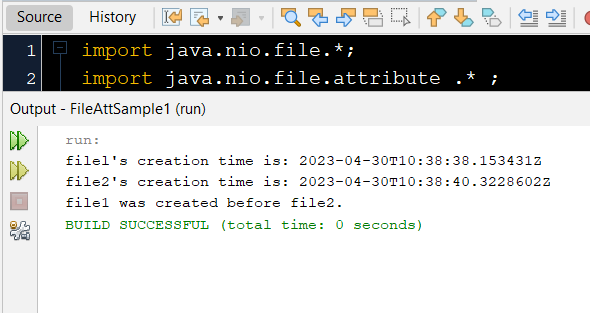 Source History
1 import java.nio.file.*;
2 import java.nio.file.attribute .* ;
Output - FileAttSample1 (run)
run:
file1's creation time is: 2023-04-30T10:38:38.153431Z
file2's creation time is: 2023-04-30T10:38:40.3228602Z
file1 was created before file2.
BUILD SUCCESSFUL (total time: 0 seconds)